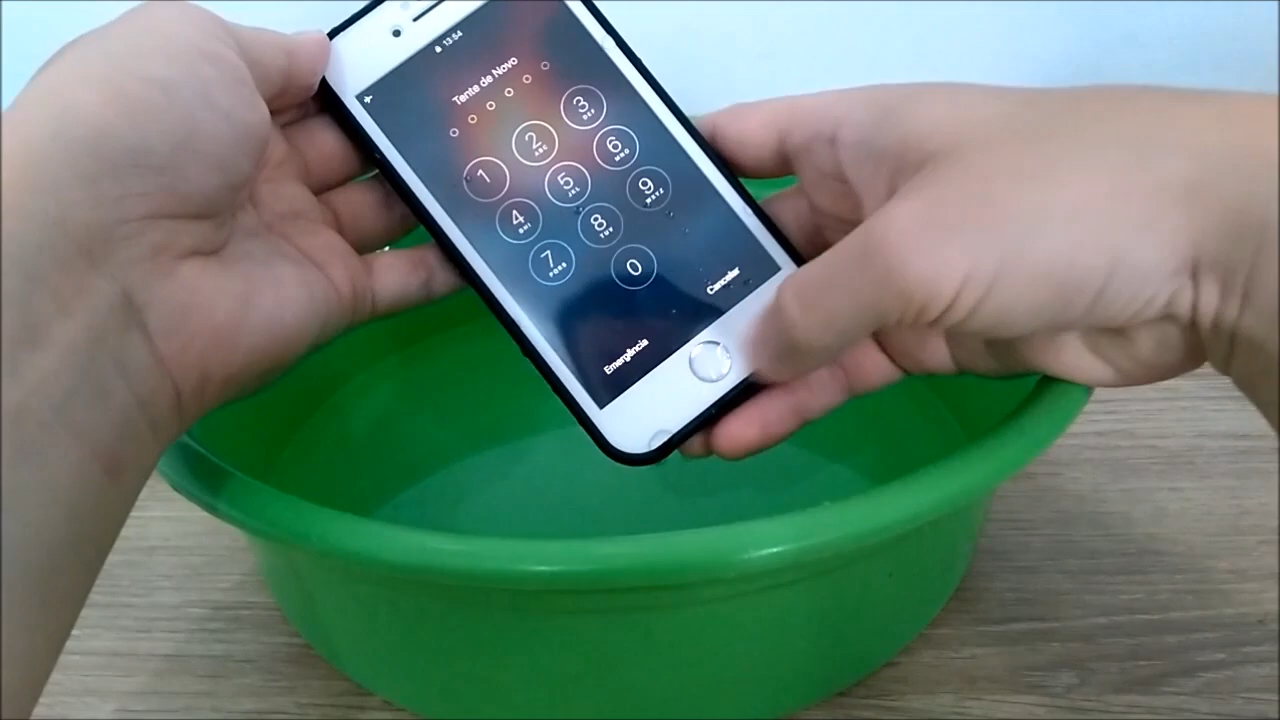 13:54
Tente de Novo
1
2 ABC
3 DEF
4 GHI
5 JKL
6 MNO
7 PQRS
8 TUV
9 WXYZ
0
Emergência
Cancelar